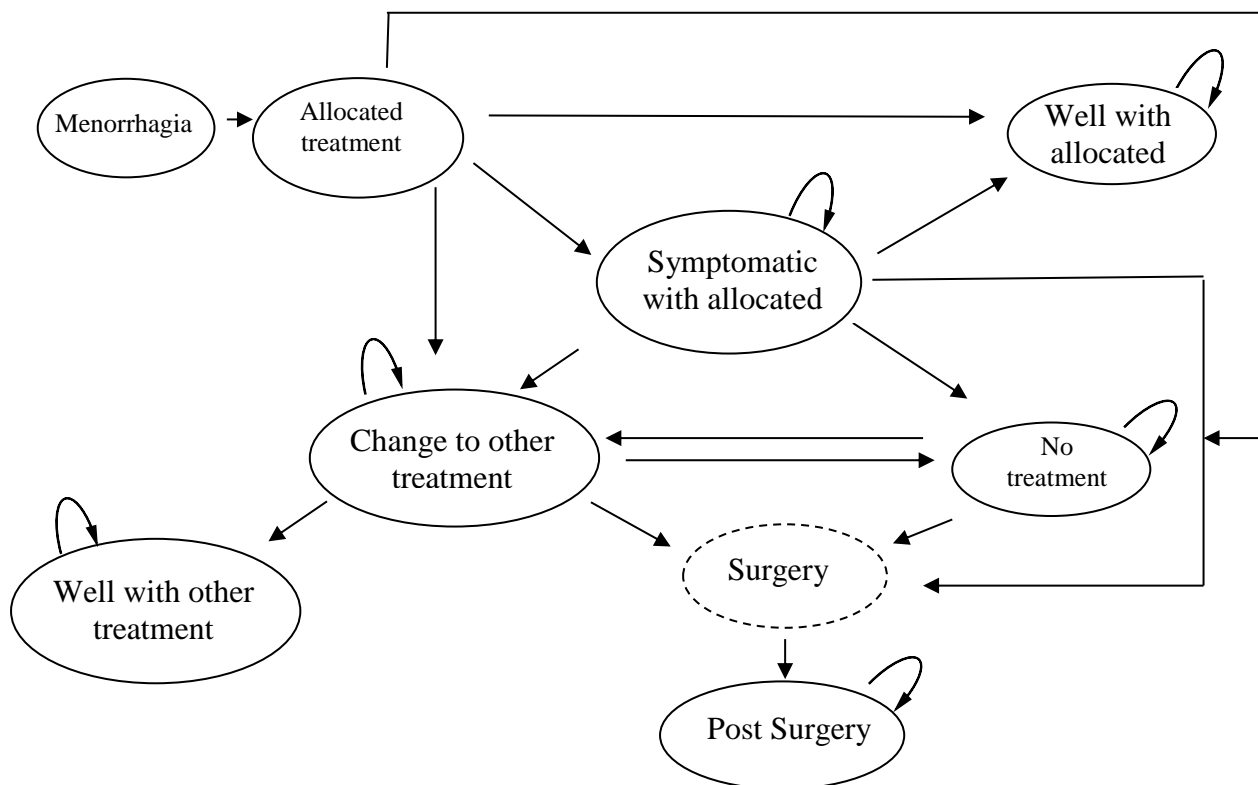 Menorrhagia
Allocated
treatment
Well with
allocated
Symptomatic
with allocated
Change to other
treatment
No
treatment
Well with other
treatment
Surgery
Post Surgery